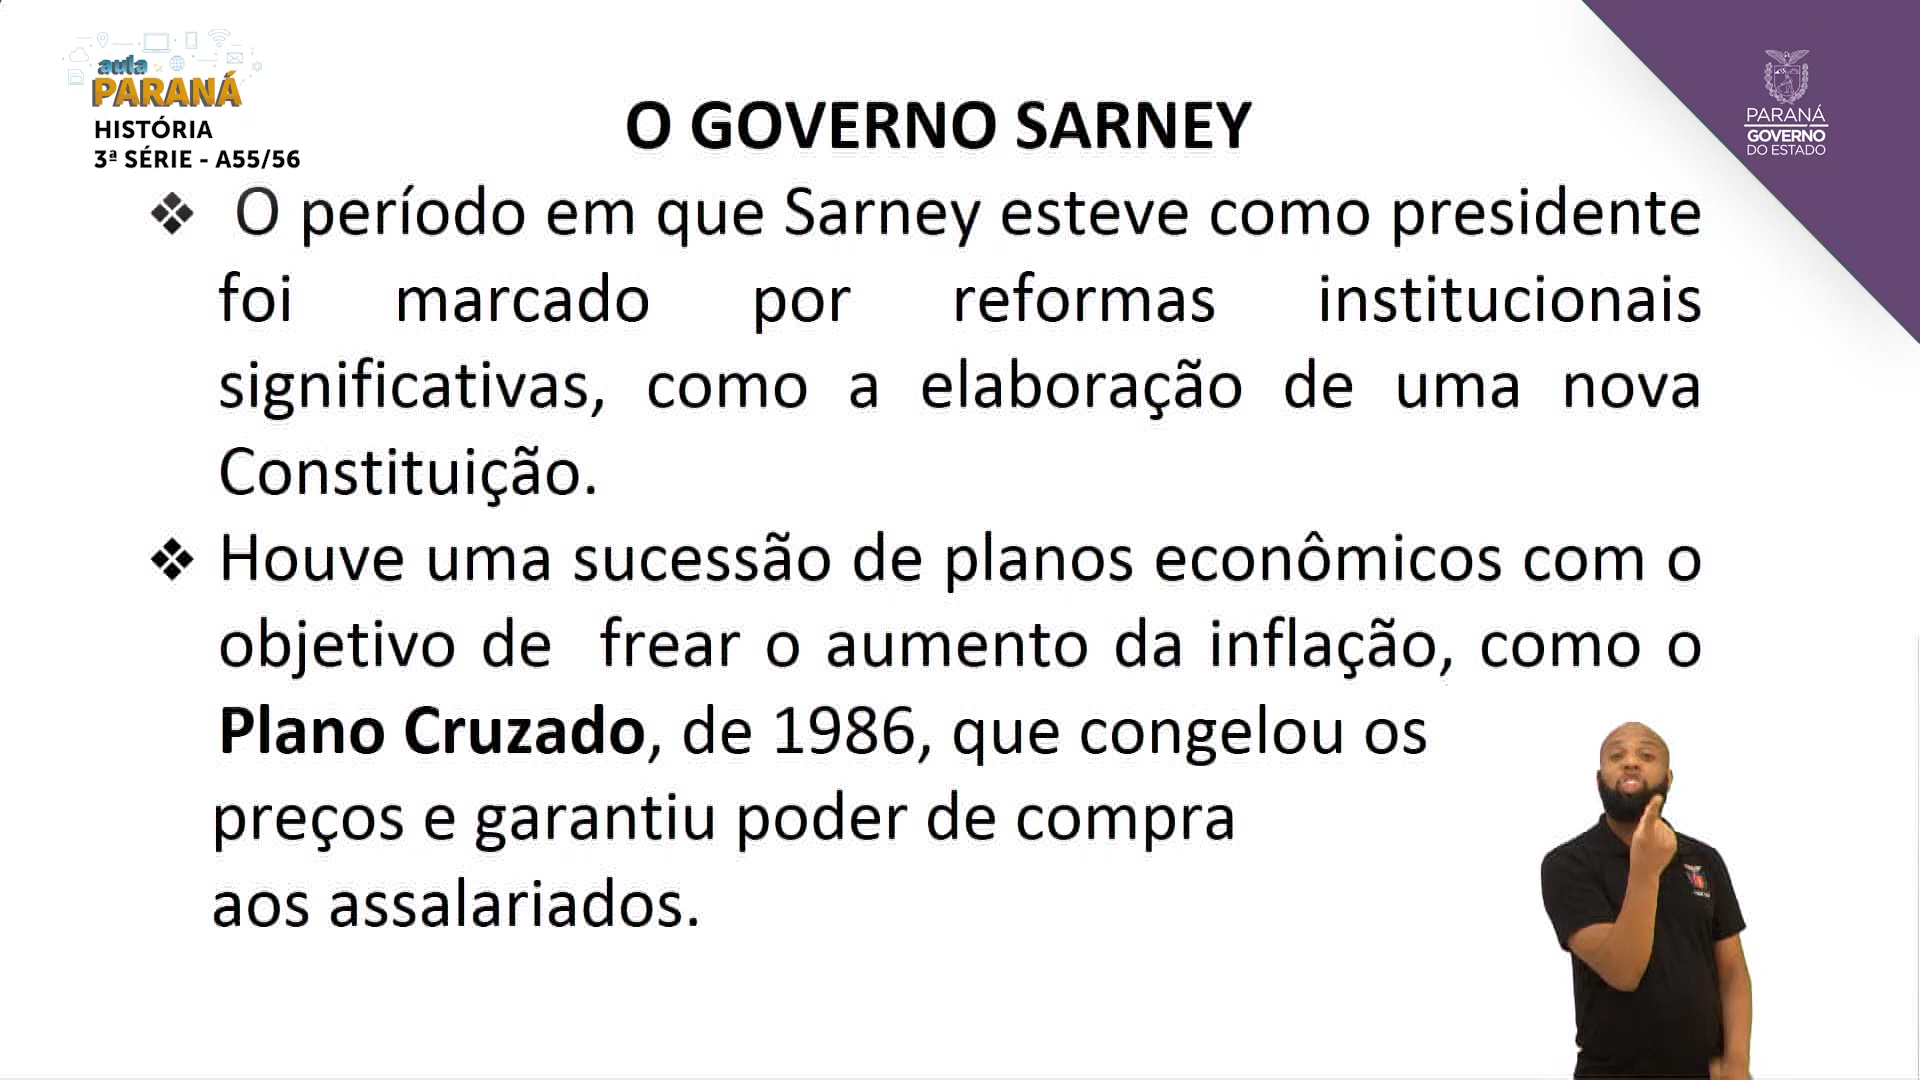 aula
PARANÁ
HISTÓRIA
3ª SÉRIE - A55/56
PARANÁ
GOVERNO
DO ESTADO
O GOVERNO SARNEY
❖ O período em que Sarney esteve como presidente
foi marcado por reformas institucionais
significativas, como a elaboração de uma nova
Constituição.
❖ Houve uma sucessão de planos econômicos com o
objetivo de frear o aumento da inflação, como o
Plano Cruzado, de 1986, que congelou os
preços e garantiu poder de compra
aos assalariados.